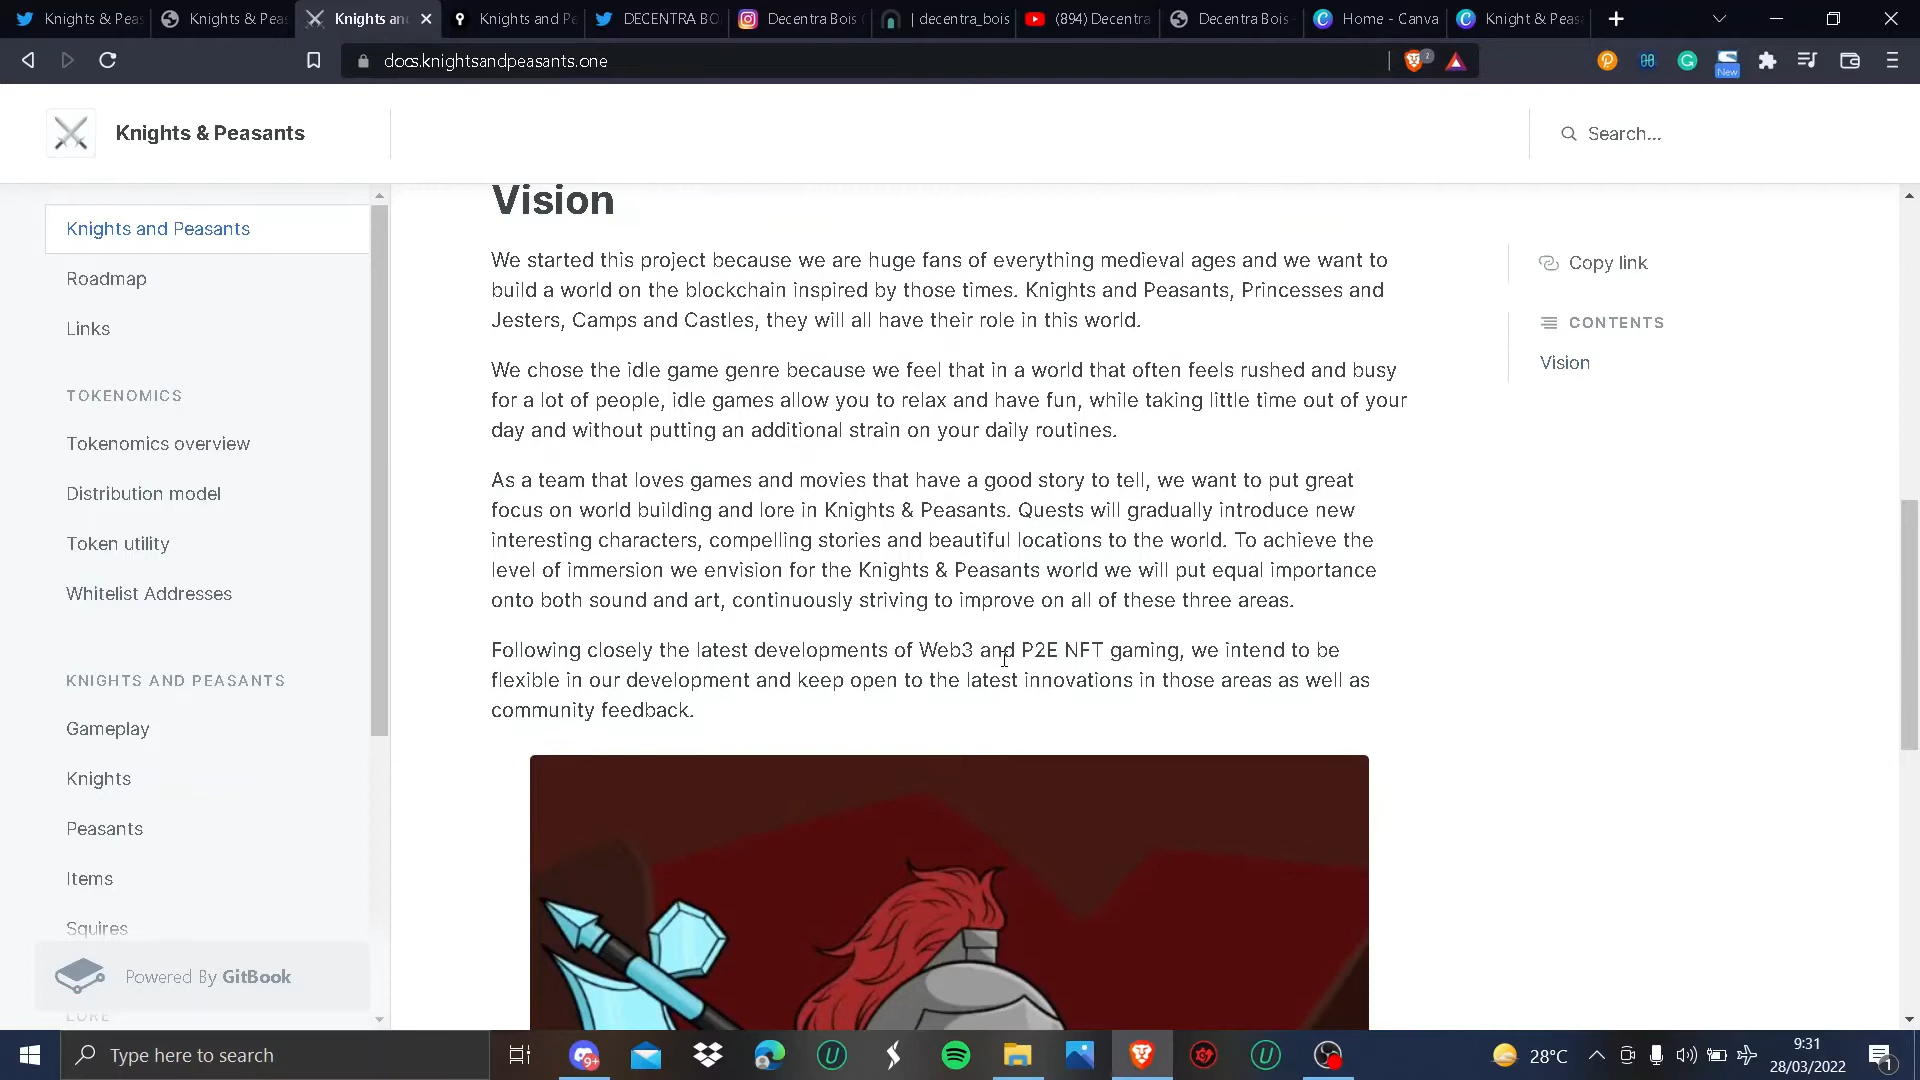 Knights & Peas
Knights & Peas
Knights an
Knights and Pe
DECENTRA BO
Decentra Bois
| decentra_bois
(894) Decentra
Decentra Bois
Home - Canva
Knight & Peas
docs.knightsandpeasants.one
2
New
Knights & Peasants
Search...
Knights and Peasants
Roadmap
Links
TOKENOMICS
Tokenomics overview
Distribution model
Token utility
Whitelist Addresses
KNIGHTS AND PEASANTS
Gameplay
Knights
Peasants
Items
Squires
Powered By GitBook
LORE
Vision
We started this project because we are huge fans of everything medieval ages and we want to
build a world on the blockchain inspired by those times. Knights and Peasants, Princesses and
Jesters, Camps and Castles, they will all have their role in this world.
We chose the idle game genre because we feel that in a world that often feels rushed and busy
for a lot of people, idle games allow you to relax and have fun, while taking little time out of your
day and without putting an additional strain on your daily routines.
As a team that loves games and movies that have a good story to tell, we want to put great
focus on world building and lore in Knights & Peasants. Quests will gradually introduce new
interesting characters, compelling stories and beautiful locations to the world. To achieve the
level of immersion we envision for the Knights & Peasants world we will put equal importance
onto both sound and art, continuously striving to improve on all of these three areas.
Following closely the latest developments of Web3 and P2E NFT gaming, we intend to be
flexible in our development and keep open to the latest innovations in those areas as well as
community feedback.
Copy link
CONTENTS
Vision
Type here to search
9+
28°C
9:31
28/03/2022
1